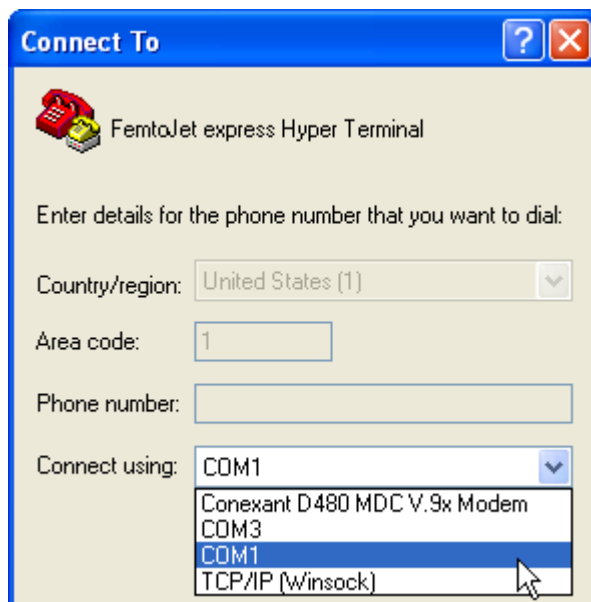 Connect To
FemtoJet express Hyper Terminal
Enter details for the phone number that you want to dial:
Country/region: United States (1)
Area code: 1
Phone number:
Connect using: COM1
Conexant D480 MDC V.9x Modem
COM3
COM1
TCP/IP (Winsock)